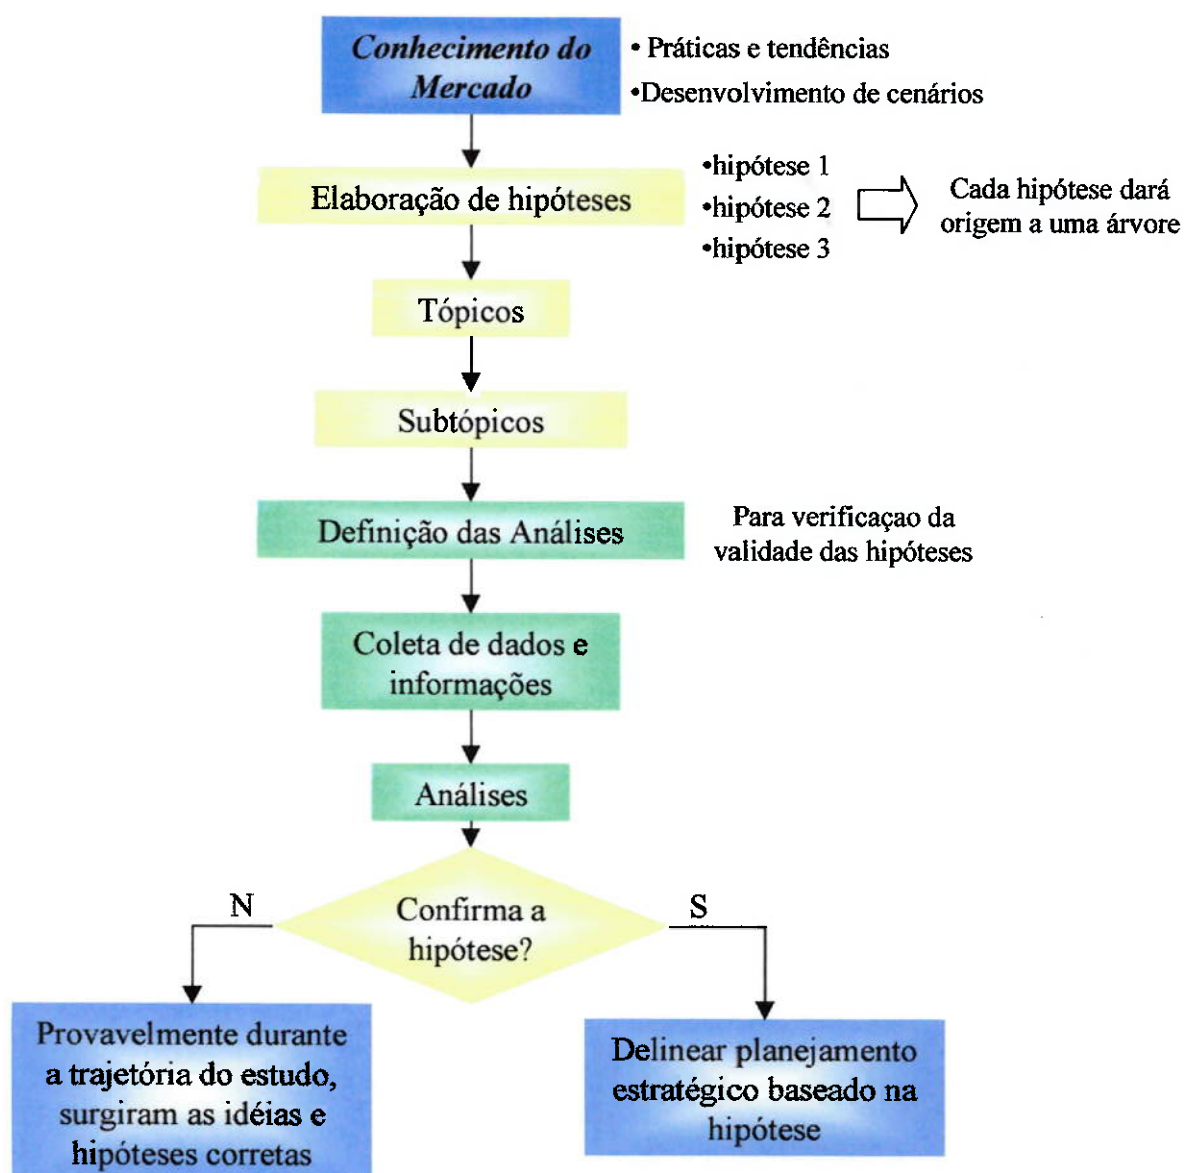 Conhecimento do
Mercado
• Práticas e tendências
•Desenvolvimento de cenários
Elaboração de hipóteses
•hipótese 1
•hipótese 2
•hipótese 3
Cada hipótese dará
origem a uma árvore
Tópicos
Subtópicos
Definição das Análises
Para verificaçao da
validade das hipóteses
Coleta de dados e
informações
Análises
Confirma a
hipótese?
N
S
Provavelmente durante
a trajetória do estudo,
surgiram as idéias e
hipóteses corretas
Delinear planejamento
estratégico baseado na
hipótese